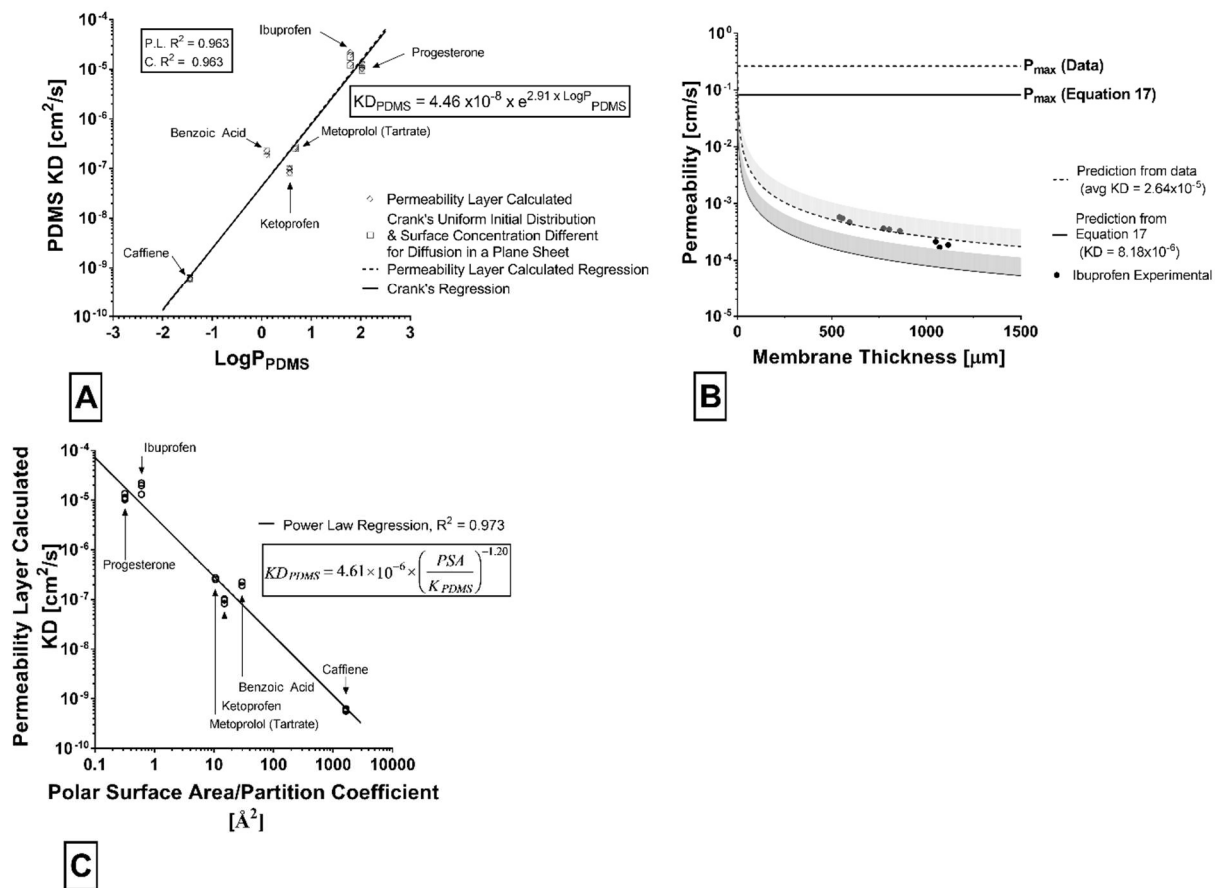 10⁻⁴
10⁻⁵
10⁻⁶
10⁻⁷
10⁻⁸
10⁻⁹
10⁻¹⁰
PDMS KD [cm²/s]
P.L. R² = 0.963
C. R² = 0.963
Ibuprofen
Progesterone
KD_PDMS = 4.46 x10⁻⁸ x e^2.91 x LogP_PDMS
Benzoic Acid
Metoprolol (Tartrate)
Ketoprofen
Caffiene
Permeability Layer Calculated
Crank's Uniform Initial Distribution
& Surface Concentration Different
for Diffusion in a Plane Sheet
Permeability Layer Calculated Regression
Crank's Regression
-3 -2 -1 0 1 2 3
LogP_PDMS
A
10⁰
10⁻¹
10⁻²
10⁻³
10⁻⁴
10⁻⁵
Permeability [cm/s]
P_max (Data)
P_max (Equation 17)
Prediction from data
(avg KD = 2.64x10⁻⁵)
Prediction from
Equation 17
(KD = 8.18x10⁻⁶)
Ibuprofen Experimental
0 500 1000 1500
Membrane Thickness [μm]
B
10⁻⁴
10⁻⁵
10⁻⁶
10⁻⁷
10⁻⁸
10⁻⁹
10⁻¹⁰
Permeability Layer Calculated
KD [cm²/s]
Ibuprofen
Progesterone
Power Law Regression, R² = 0.973
KD_PDMS = 4.61×10⁻⁶ × (PSA / K_PDMS)^−1.20
Caffiene
Benzoic Acid
Ketoprofen
Metoprolol (Tartrate)
0.1 1 10 100 1000 10000
Polar Surface Area/Partition Coefficient
[Å²]
C